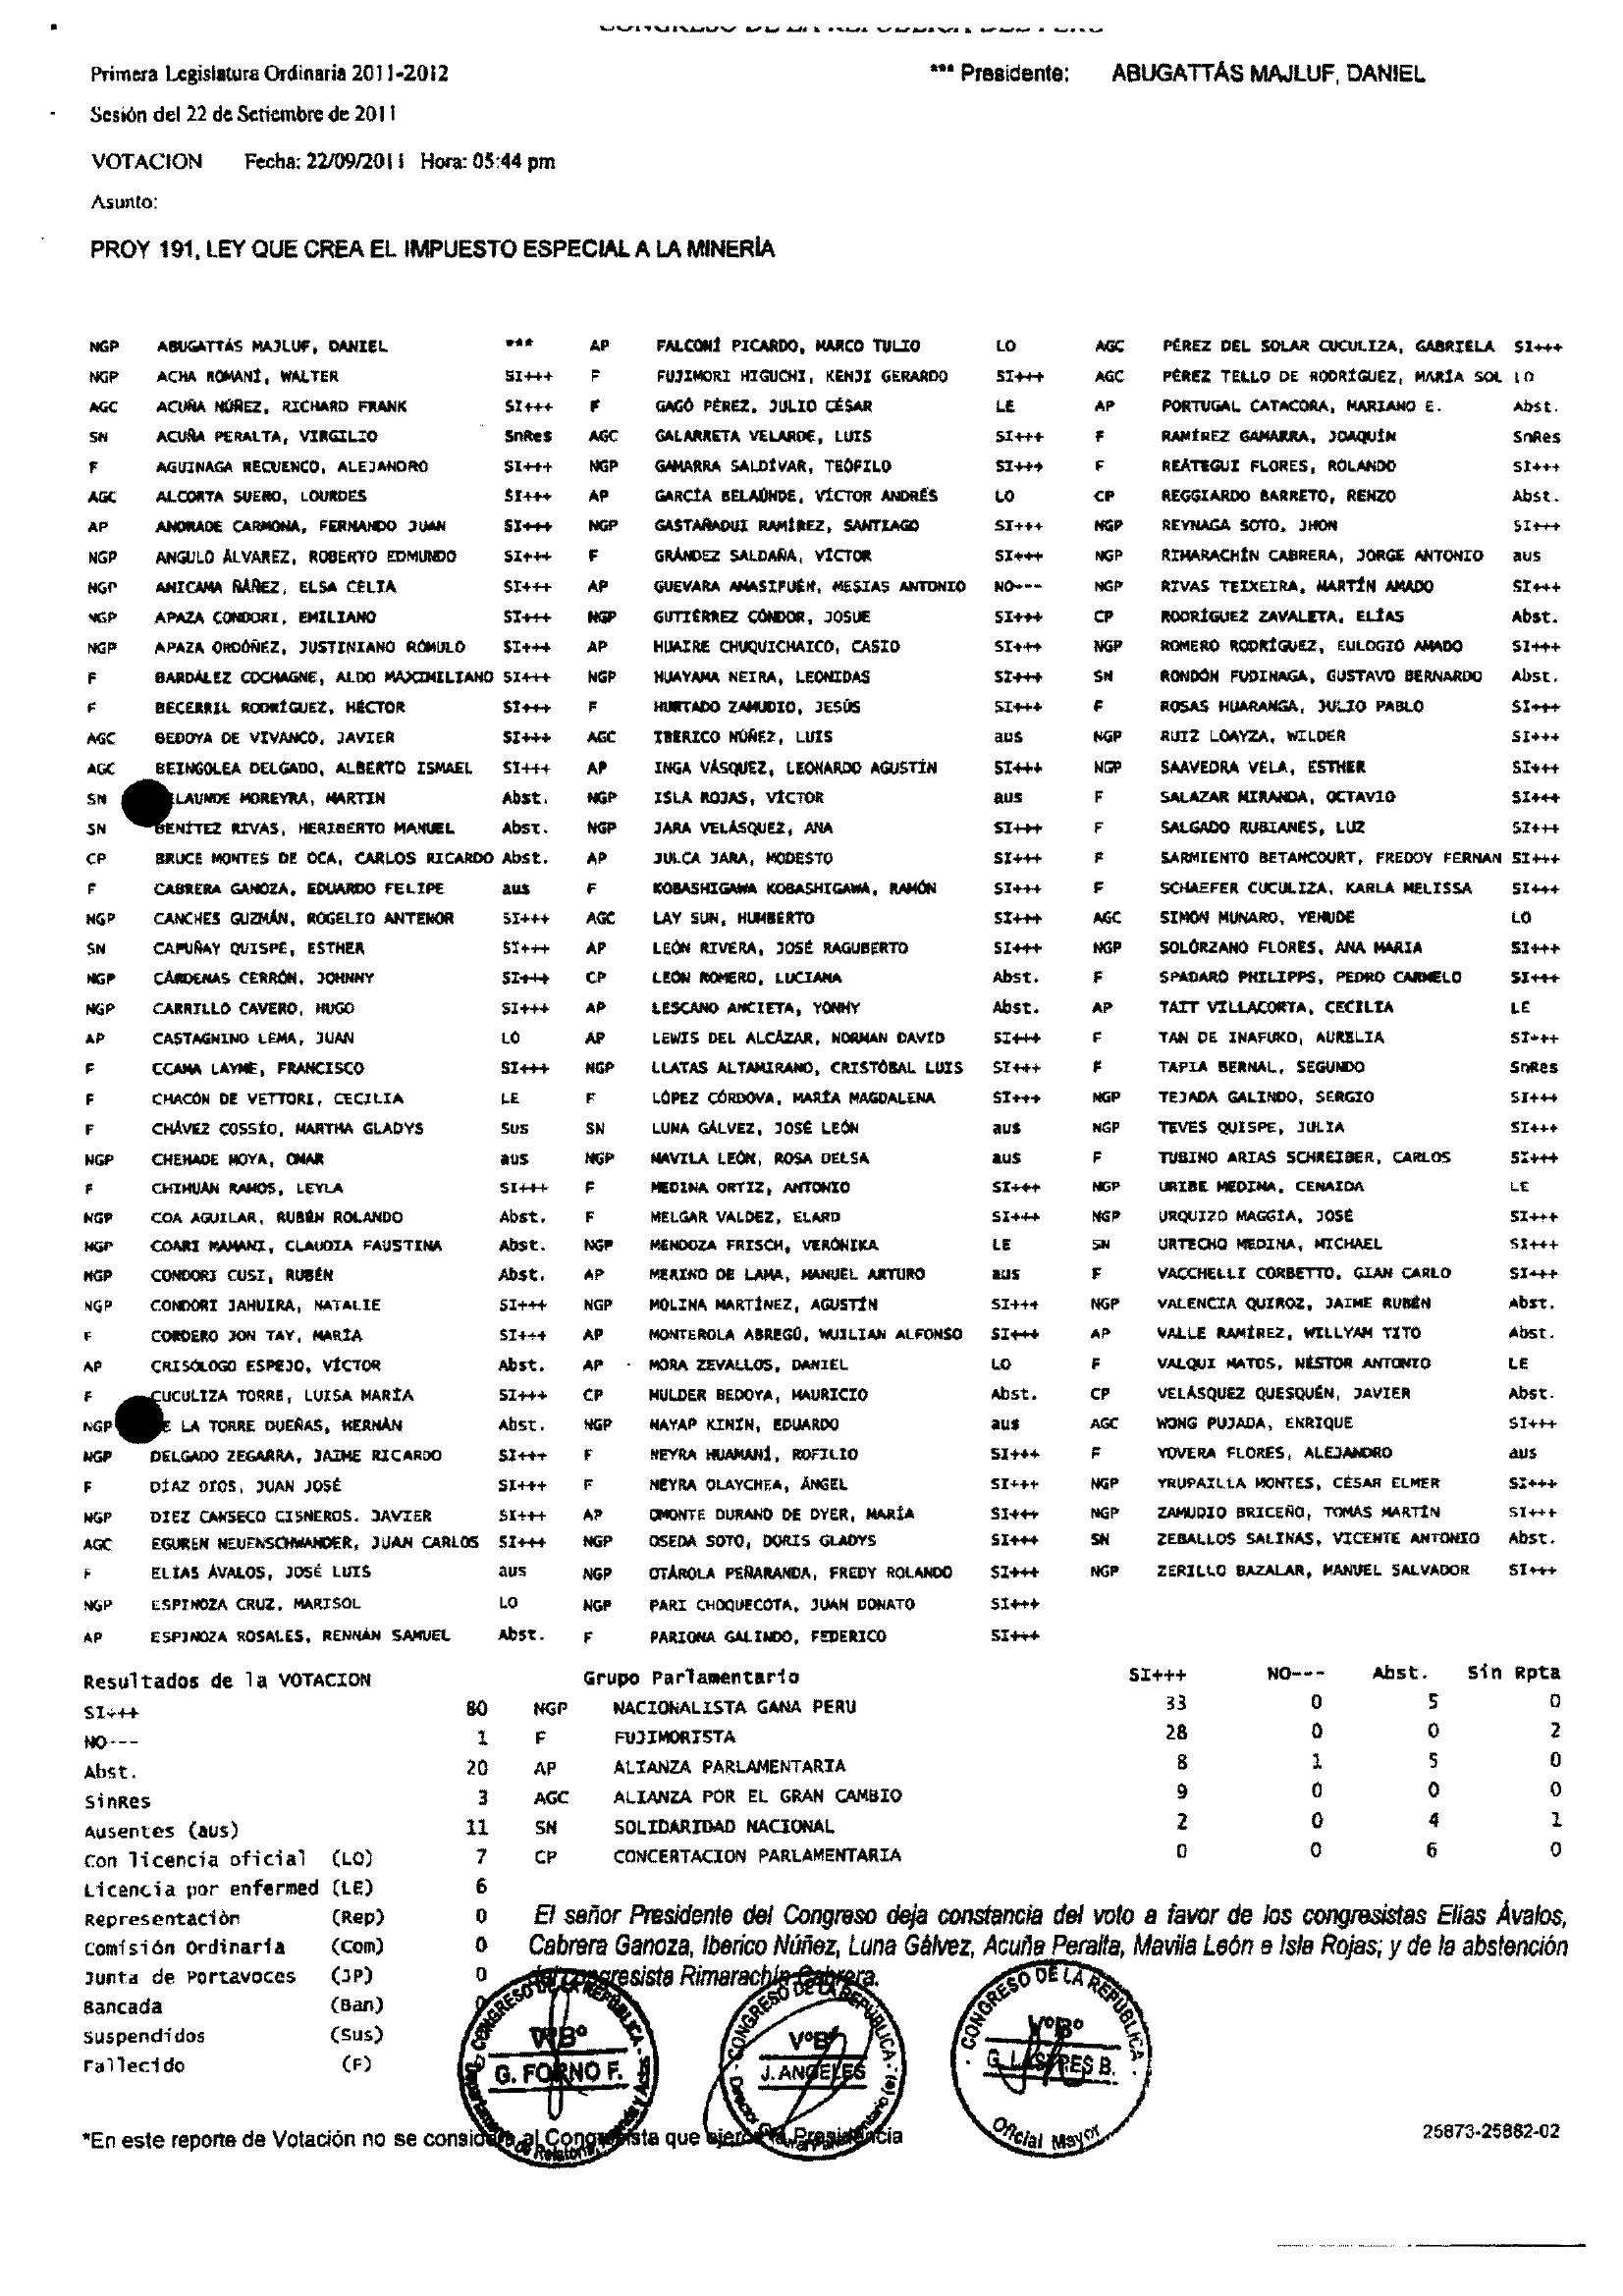 Primera Legislatura Ordinaria 2011-2012 *** Presidente: ABUGATTÁS MAJLUF, DANIEL
Sesión del 22 de Setiembre de 2011
VOTACION Fecha: 22/09/2011 Hora: 05:44 pm
Asunto:
PROY 191, LEY QUE CREA EL IMPUESTO ESPECIAL A LA MINERÍA
NGP ABUGATTÁS MAJLUF, DANIEL *** AP FALCONÍ PICARDO, MARCO TULIO LO AGC PÉREZ DEL SOLAR CUCULIZA, GABRIELA SI+++
NGP ACHA ROMANÍ, WALTER SI+++ F FUJIMORI HIGUCHI, KENJI GERARDO SI+++ AGC PÉREZ TELLO DE RODRÍGUEZ, MARÍA SOL LO
AGC ACUÑA NÚÑEZ, RICHARD FRANK SI+++ F GAGÓ PÉREZ, JULIO CÉSAR LE AP PORTUGAL CATACORA, MARIANO E. Abst.
SN ACUÑA PERALTA, VIRGILIO SnRes AGC GALARRETA VELARDE, LUIS SI+++ F RAMÍREZ GAMARRA, JOAQUÍN SnRes
F AGUINAGA RECUENCO, ALEJANDRO SI+++ NGP GAMARRA SALDÍVAR, TEÓFILO SI+++ F REÁTEGUI FLORES, ROLANDO SI+++
AGC ALCORTA SUERO, LOURDES SI+++ AP GARCÍA BELAÚNDE, VÍCTOR ANDRÉS LO CP REGGIARDO BARRETO, RENZO Abst.
AP ANDRADE CARMONA, FERNANDO JUAN SI+++ NGP GASTAÑADUI RAMÍREZ, SANTIAGO SI+++ NGP REYNAGA SOTO, JHON SI+++
NGP ANGULO ÁLVAREZ, ROBERTO EDMUNDO SI+++ F GRÁNDEZ SALDAÑA, VÍCTOR SI+++ NGP RIMARACHÍN CABRERA, JORGE ANTONIO aus
NGP ANICAMA ÑÁÑEZ, ELSA CELIA SI+++ AP GUEVARA AMASIFUÉN, MESIAS ANTONIO NO--- NGP RIVAS TEIXEIRA, MARTÍN AMADO SI+++
NGP APAZA CONDORI, EMILIANO SI+++ NGP GUTIÉRREZ CÓNDOR, JOSUE SI+++ CP RODRÍGUEZ ZAVALETA, ELÍAS Abst.
NGP APAZA ORDÓÑEZ, JUSTINIANO RÓMULO SI+++ AP HUAIRE CHUQUICHAICO, CASIO SI+++ NGP ROMERO RODRÍGUEZ, EULOGIO AMADO SI+++
F BARDÁLEZ COCHAGNE, ALDO MAXIMILIANO SI+++ NGP HUAYAMA NEIRA, LEONIDAS SI+++ SN RONDÓN FUDINAGA, GUSTAVO BERNARDO Abst.
F BECERRIL RODRÍGUEZ, HÉCTOR SI+++ F HURTADO ZAMUDIO, JESÚS SI+++ F ROSAS HUARANGA, JULIO PABLO SI+++
AGC BEDOYA DE VIVANCO, JAVIER SI+++ AGC IBERICO NÚÑEZ, LUIS aus NGP RUIZ LOAYZA, WILDER SI+++
AGC BEINGOLEA DELGADO, ALBERTO ISMAEL SI+++ AP INGA VÁSQUEZ, LEONARDO AGUSTÍN SI+++ NGP SAAVEDRA VELA, ESTHER SI+++
SN LAUNDE MOREYRA, MARTIN Abst. NGP ISLA ROJAS, VÍCTOR aus F SALAZAR MIRANDA, OCTAVIO SI+++
SN BENÍTEZ RIVAS, HERIBERTO MANUEL Abst. NGP JARA VELÁSQUEZ, ANA SI+++ F SALGADO RUBIANES, LUZ SI+++
CP BRUCE MONTES DE OCA, CARLOS RICARDO Abst. AP JULCA JARA, MODESTO SI+++ F SARMIENTO BETANCOURT, FREDDY FERNAN SI+++
F CABRERA GANOZA, EDUARDO FELIPE aus F KOBASHIGAWA KOBASHIGAWA, RAMÓN SI+++ F SCHAEFER CUCULIZA, KARLA MELISSA SI+++
NGP CANCHES GUZMÁN, ROGELIO ANTENOR SI+++ AGC LAY SUN, HUMBERTO SI+++ AGC SIMON MUNARO, YEHUDE LO
SN CAPUÑAY QUISPE, ESTHER SI+++ AP LEÓN RIVERA, JOSÉ RAGUBERTO SI+++ NGP SOLÓRZANO FLORES, ANA MARIA SI+++
NGP CÁRDENAS CERRÓN, JOHNNY SI+++ CP LEÓN ROMERO, LUCIANA Abst. F SPADARO PHILIPPS, PEDRO CARMELO SI+++
NGP CARRILLO CAVERO, HUGO SI+++ AP LESCANO ANCIETA, YONHY Abst. AP TAIT VILLACORTA, CECILIA LE
AP CASTAGNINO LEMA, JUAN LO AP LEWIS DEL ALCÁZAR, NORMAN DAVID SI+++ F TAN DE INAFUKO, AURELIA SI+++
F CCAMA LAYME, FRANCISCO SI+++ NGP LLATAS ALTAMIRANO, CRISTÓBAL LUIS SI+++ F TAPIA BERNAL, SEGUNDO SnRes
F CHACÓN DE VETTORI, CECILIA LE F LÓPEZ CÓRDOVA, MARÍA MAGDALENA SI+++ NGP TEJADA GALINDO, SERGIO SI+++
F CHÁVEZ COSSÍO, MARTHA GLADYS Sus SN LUNA GÁLVEZ, JOSÉ LEÓN aus NGP TEVES QUISPE, JULIA SI+++
NGP CHEHADE MOYA, OMAR aus NGP MAVILA LEÓN, ROSA DELSA aus F TUBINO ARIAS SCHREIBER, CARLOS SI+++
F CHIHUÁN RAMOS, LEYLA SI+++ F MEDINA ORTIZ, ANTONIO SI+++ NGP URIBE MEDINA, CENAIDA LE
NGP COA AGUILAR, RUBÉN ROLANDO Abst. F MELGAR VALDEZ, ELARD SI+++ NGP URQUIZO MAGGIA, JOSÉ SI+++
NGP COARI MAMANI, CLAUDIA FAUSTINA Abst. NGP MENDOZA FRISCH, VERÓNIKA LE SN URTECHO MEDINA, MICHAEL SI+++
NGP CONDORI CUSI, RUBÉN Abst. AP MERINO DE LAMA, MANUEL ARTURO aus F VACCHELLI CORBETTO, GIAN CARLO SI+++
NGP CONDORI JAHUIRA, NATALIE SI+++ NGP MOLINA MARTÍNEZ, AGUSTÍN SI+++ NGP VALENCIA QUIROZ, JAIME RUBÉN Abst.
F CORDERO JON TAY, MARÍA SI+++ AP MONTEROLA ABREGÚ, WUILIAN ALFONSO SI+++ AP VALLE RAMÍREZ, WILLYAM TITO Abst.
AP CRISÓLOGO ESPEJO, VÍCTOR Abst. AP MORA ZEVALLOS, DANIEL LO F VALQUI MATOS, NÉSTOR ANTONIO LE
F CUCULIZA TORRE, LUISA MARÍA SI+++ CP MULDER BEDOYA, MAURICIO Abst. CP VELÁSQUEZ QUESQUÉN, JAVIER Abst.
NGP LA TORRE DUEÑAS, HERNÁN Abst. NGP NAYAP KININ, EDUARDO aus AGC WONG PUJADA, ENRIQUE SI+++
NGP DELGADO ZEGARRA, JAIME RICARDO SI+++ F NEYRA HUAMANÍ, ROFILIO SI+++ F YOVERA FLORES, ALEJANDRO aus
F DÍAZ DIOS, JUAN JOSÉ SI+++ F NEYRA OLAYCHEA, ÁNGEL SI+++ NGP YRUPAILLA MONTES, CÉSAR ELMER SI+++
NGP DIEZ CANSECO CISNEROS. JAVIER SI+++ AP OMONTE DURAND DE DYER, MARÍA SI+++ NGP ZAMUDIO BRICEÑO, TOMÁS MARTÍN SI+++
AGC EGUREN NEUENSCHWANDER, JUAN CARLOS SI+++ NGP OSEDA SOTO, DORIS GLADYS SI+++ SN ZEBALLOS SALINAS, VICENTE ANTONIO Abst.
F ELÍAS ÁVALOS, JOSÉ LUIS aus NGP OTÁROLA PEÑARANDA, FREDY ROLANDO SI+++ NGP ZERILLO BAZALAR, MANUEL SALVADOR SI+++
NGP ESPINOZA CRUZ, MARISOL LO NGP PARI CHOQUECOTA, JUAN DONATO SI+++
AP ESPINOZA ROSALES, RENNÁN SAMUEL Abst. F PARIONA GALINDO, FEDERICO SI+++
Resultados de la VOTACION Grupo Parlamentario SI+++ NO--- Abst. Sin Rpta
SI+++ 80 NGP NACIONALISTA GANA PERU 33 0 5 0
NO--- 1 F FUJIMORISTA 28 0 0 2
Abst. 20 AP ALIANZA PARLAMENTARIA 8 1 5 0
SinRes 3 AGC ALIANZA POR EL GRAN CAMBIO 9 0 0 0
Ausentes (aus) 11 SN SOLIDARIDAD NACIONAL 2 0 4 1
Con licencia oficial (LO) 7 CP CONCERTACION PARLAMENTARIA 0 0 6 0
Licencia por enfermed (LE) 6
Representación (Rep) 0 El señor Presidente del Congreso deja constancia del voto a favor de los congresistas Elías Ávalos,
Comisión Ordinaria (Com) 0 Cabrera Ganoza, Iberico Núñez, Luna Gálvez, Acuña Peralta, Mavila León e Isla Rojas; y de la abstención
Junta de Portavoces (JP) 0 del congresista Rimarachín Cabrera.
Bancada (Ban)
Suspendidos (Sus)
Fallecido (F)
CONGRESO DE LA REPUBLICA VºBº G. FORNO F.
CONGRESO DE LA REPUBLICA VºBº J. ANGELES
CONGRESO DE LA REPUBLICA VºBº Oficial Mayor
*En este reporte de Votación no se considera al Congresista que ejerce la Presidencia 25873-25882-02